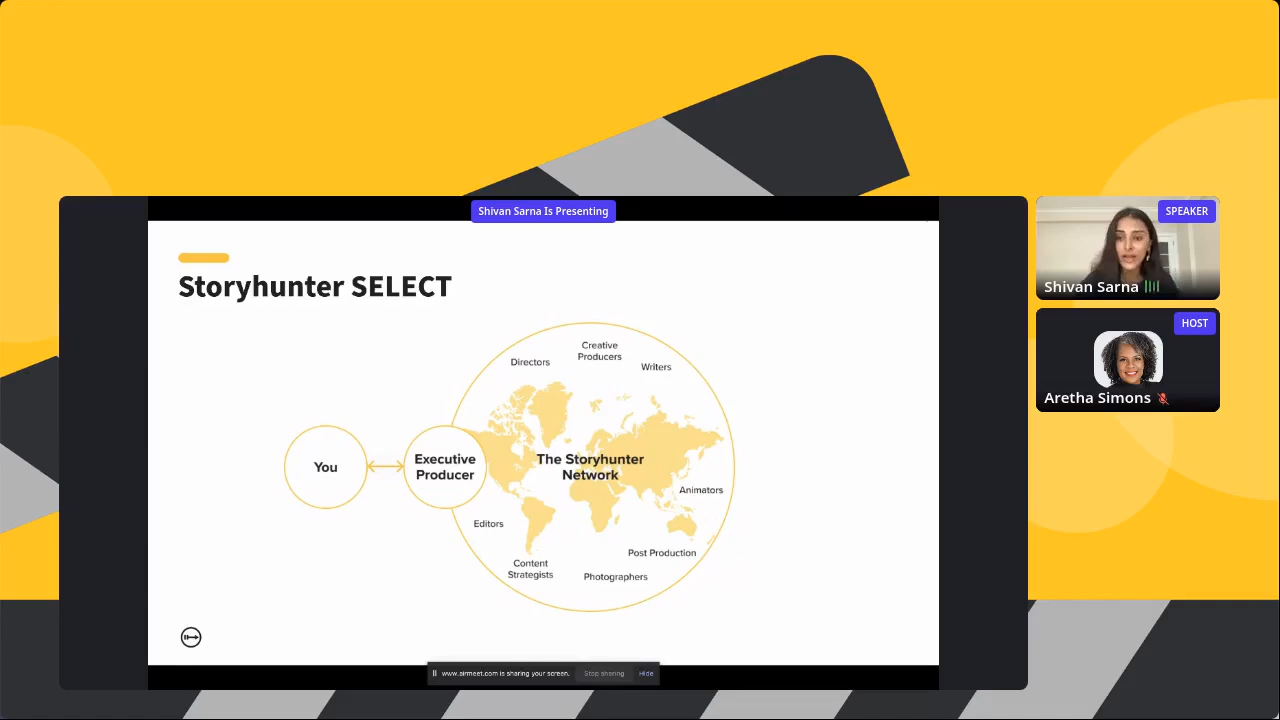 Shivan Sarna Is Presenting
Storyhunter SELECT
Creative
Producers
Directors
Writers
You
Executive
Producer
The Storyhunter
Network
Animators
Editors
Post Production
Content
Strategists
Photographers
www.airmeet.com is sharing your screen.
Stop sharing
Hide
SPEAKER
Shivan Sarna
HOST
Aretha Simons